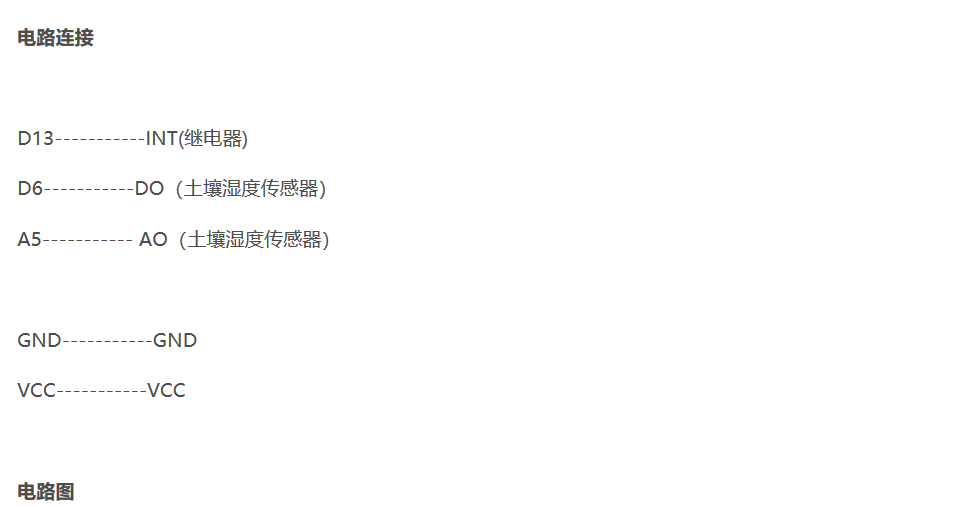 电路连接
D13-----------INT(继电器)
D6-----------DO（土壤湿度传感器）
A5----------- AO（土壤湿度传感器）
GND-----------GND
VCC-----------VCC
电路图